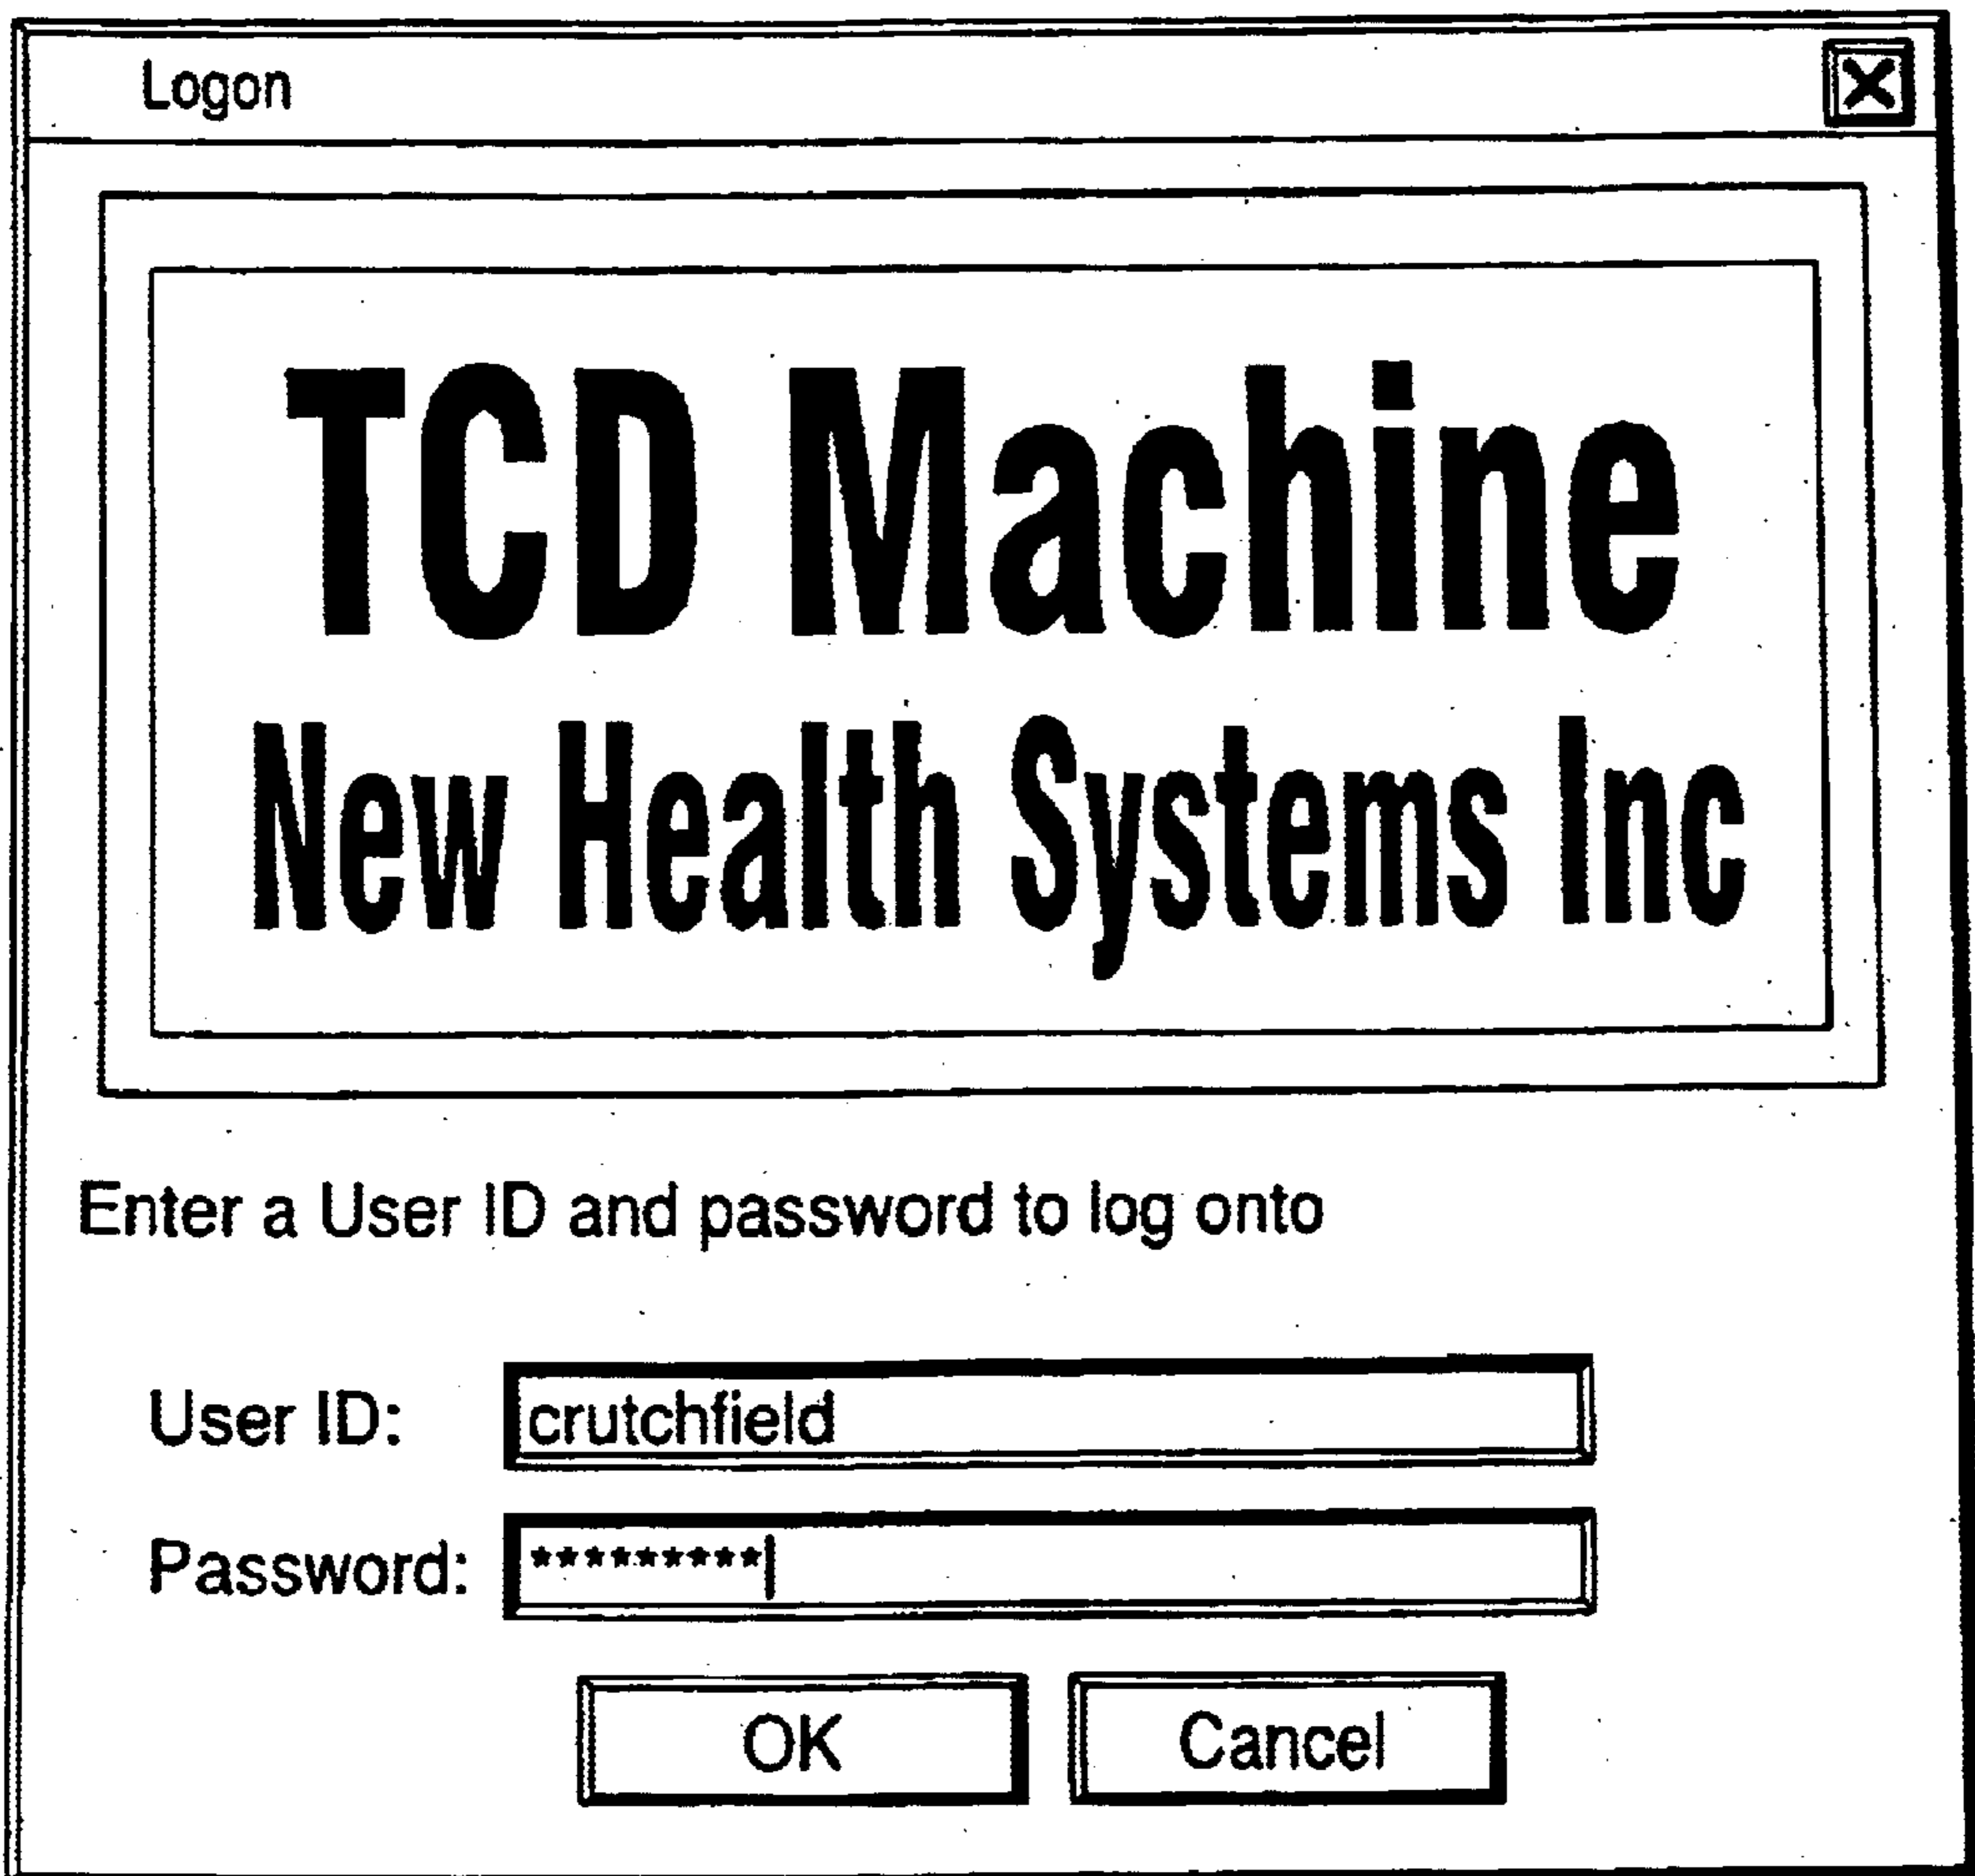 Logon
TCD Machine
New Health Systems Inc
Enter a User ID and password to log onto
User ID: crutchfield
Password: *********
OK Cancel